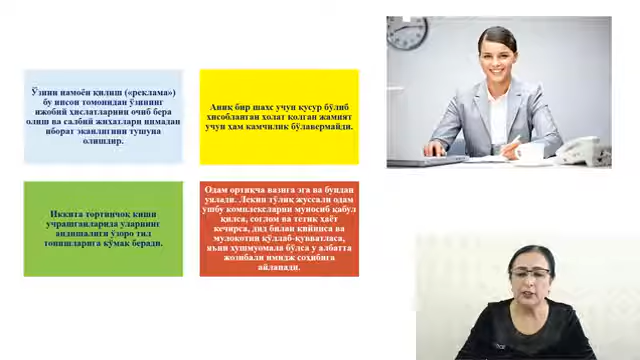 Ўзини намоён қилиш («реклама»)
бу инсон томонидан ўзининг
ижобий хислатларини очиб бера
олиш ва салбий жиҳатлари нимадан
иборат эканлигини тушуна
олишдир.
Аниқ бир шахс учун қусур бўлиб
ҳисобланган ҳолат қолган жамият
учун ҳам камчилик бўлавермайди.
Иккита тортинчоқ киши
учрашганларида уларнинг
андишалиги ўзаро тил
топишларига кўмак беради.
Одам ортиқча вазнга эга ва бундан
уялади. Лекин тўлиқ жуссали одам
ушбу комплексларни муносиб қабул
қилса, соғлом ва тетик ҳаёт
кечирса, дид билан кийинса ва
мулоқотни қўллаб-қувватласа,
яъни хушмуомала бўлса у албатта
жозибали имидж соҳибига
айланади.